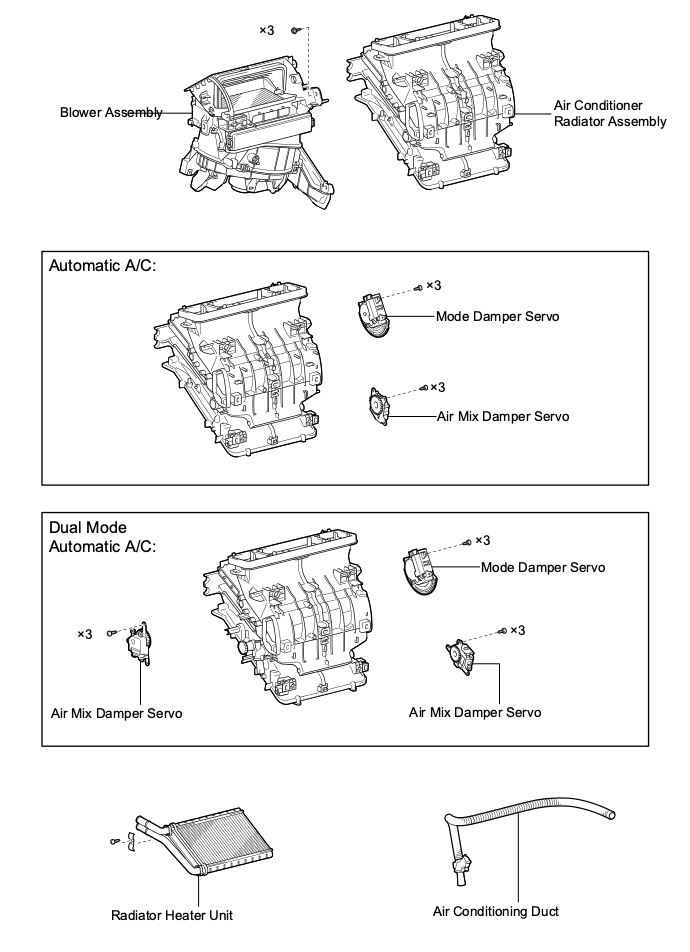 ×3
Blower Assembly
Air Conditioner
Radiator Assembly
Automatic A/C:
×3
Mode Damper Servo
×3
Air Mix Damper Servo
Dual Mode
Automatic A/C:
×3
Mode Damper Servo
×3
×3
Air Mix Damper Servo
Air Mix Damper Servo
Radiator Heater Unit
Air Conditioning Duct